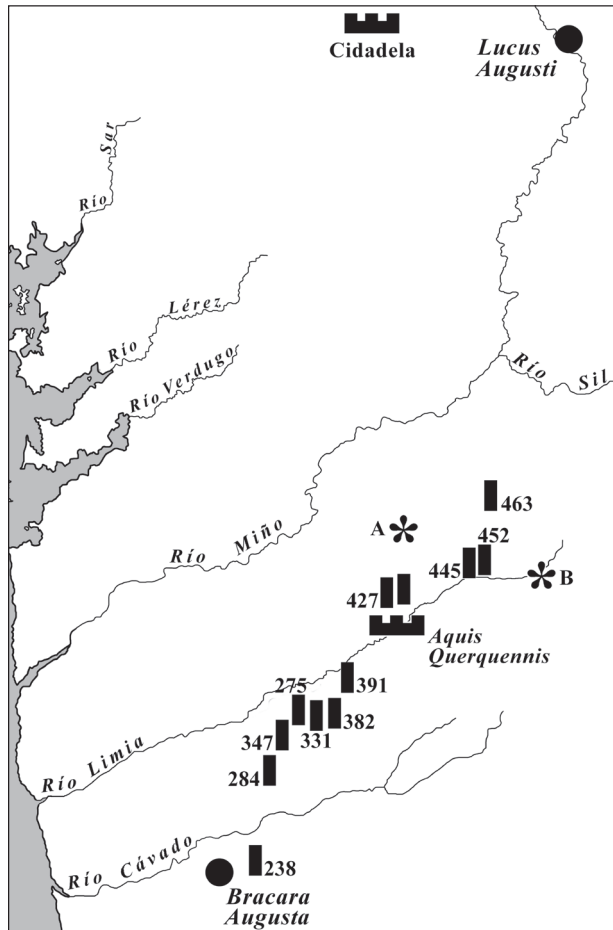 Cidadela
Lucus
Augusti
Río Sar
Río Lérez
Río Verdugo
Río Sil
Río Miño
463
A
452
445
B
427
Aquis
Querquennis
391
275
382
331
347
284
Río Limia
Río Cávado
238
Bracara
Augusta